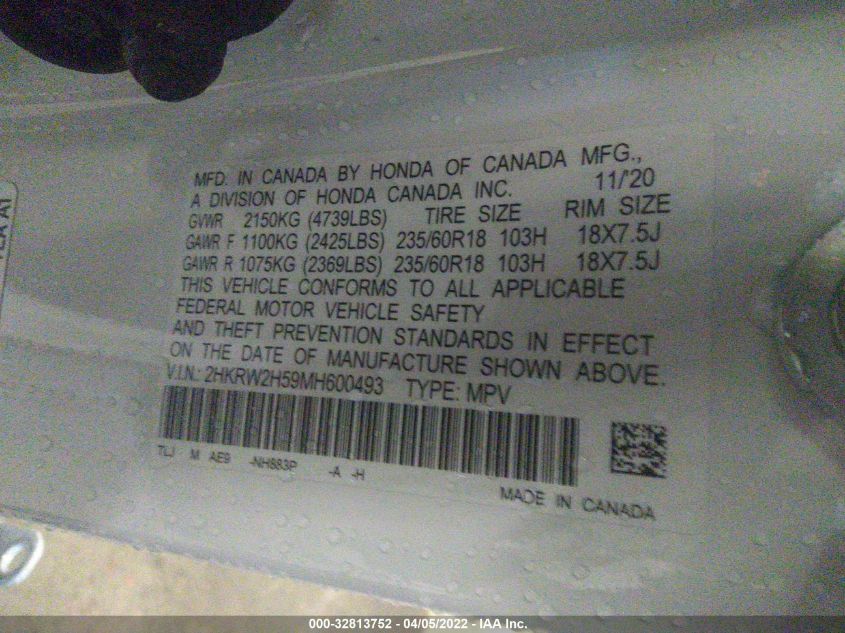 MFD. IN CANADA BY HONDA OF CANADA MFG.,
A DIVISION OF HONDA CANADA INC. 11/'20
GVWR 2150KG (4739LBS) TIRE SIZE RIM SIZE
GAWR F 1100KG (2425LBS) 235/60R18 103H 18X7.5J
GAWR R 1075KG (2369LBS) 235/60R18 103H 18X7.5J
THIS VEHICLE CONFORMS TO ALL APPLICABLE
FEDERAL MOTOR VEHICLE SAFETY
AND THEFT PREVENTION STANDARDS IN EFFECT
ON THE DATE OF MANUFACTURE SHOWN ABOVE.
V.I.N.: 2HKRW2H59MH600493 TYPE: MPV
TLJ M AE9 -NH883P -A -H
MADE IN CANADA
000-32813752 - 04/05/2022 - IAA Inc.